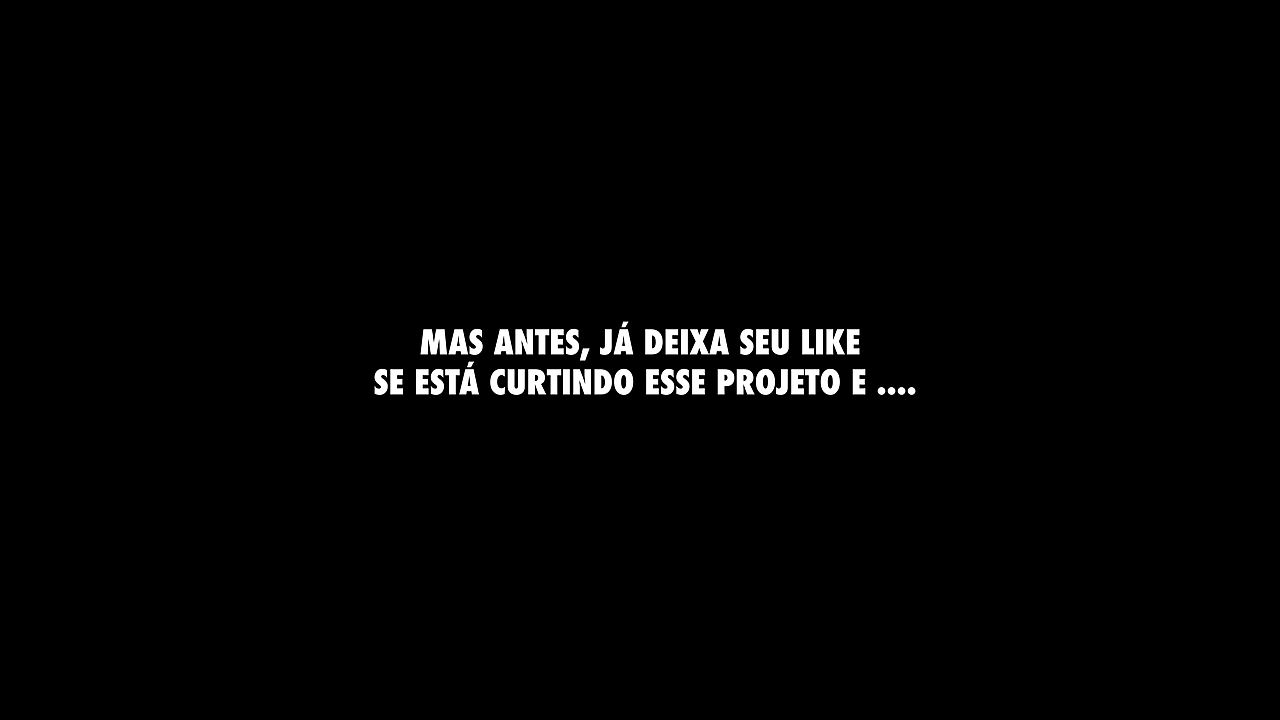 MAS ANTES, JÁ DEIXA SEU LIKE
SE ESTÁ CURTINDO ESSE PROJETO E ....